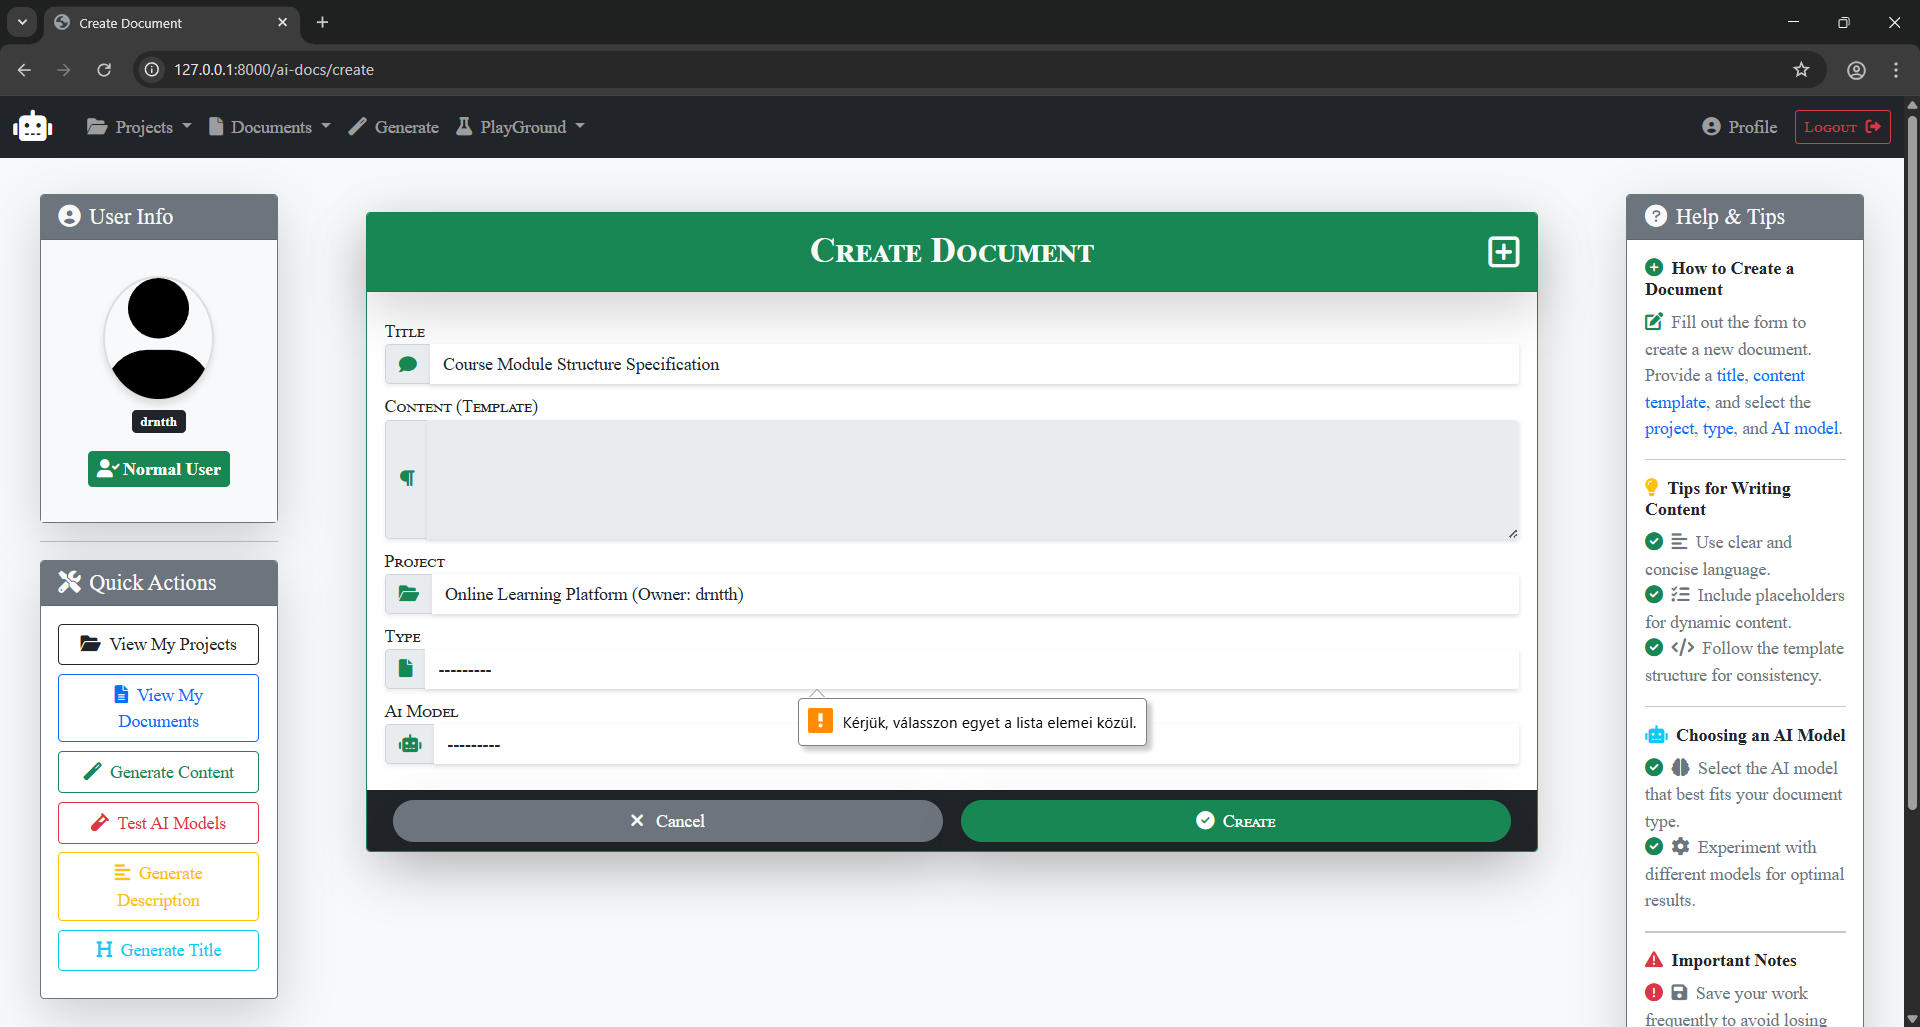 Create Document
127.0.0.1:8000/ai-docs/create
Projects Documents Generate PlayGround Profile Logout
User Info
drntth
Normal User
Quick Actions
View My Projects
View My
Documents
Generate Content
Test AI Models
Generate
Description
Generate Title
Create Document
Title
Course Module Structure Specification
Content (Template)
Project
Online Learning Platform (Owner: drntth)
Type
---------
Kérjük, válasszon egyet a lista elemei közül.
Ai Model
---------
Cancel
Create
Help & Tips
How to Create a
Document
Fill out the form to
create a new document.
Provide a title, content
template, and select the
project, type, and AI model.
Tips for Writing
Content
Use clear and
concise language.
Include placeholders
for dynamic content.
Follow the template
structure for consistency.
Choosing an AI Model
Select the AI model
that best fits your document
type.
Experiment with
different models for optimal
results.
Important Notes
Save your work
frequently to avoid losing